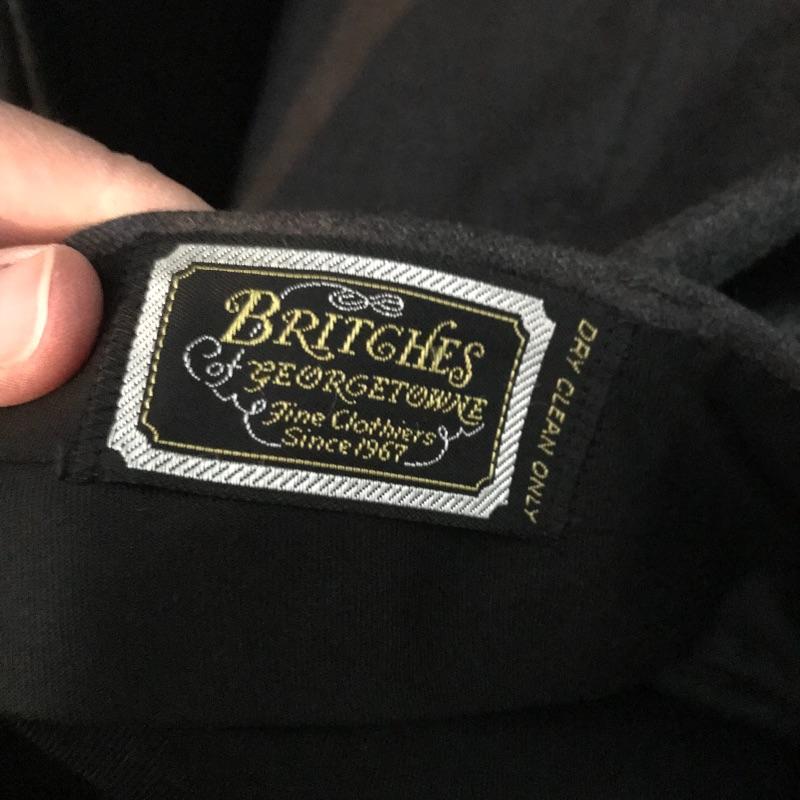 BRITCHES
of GEORGETOWNE
Fine Clothiers
Since 1967
DRY CLEAN ONLY